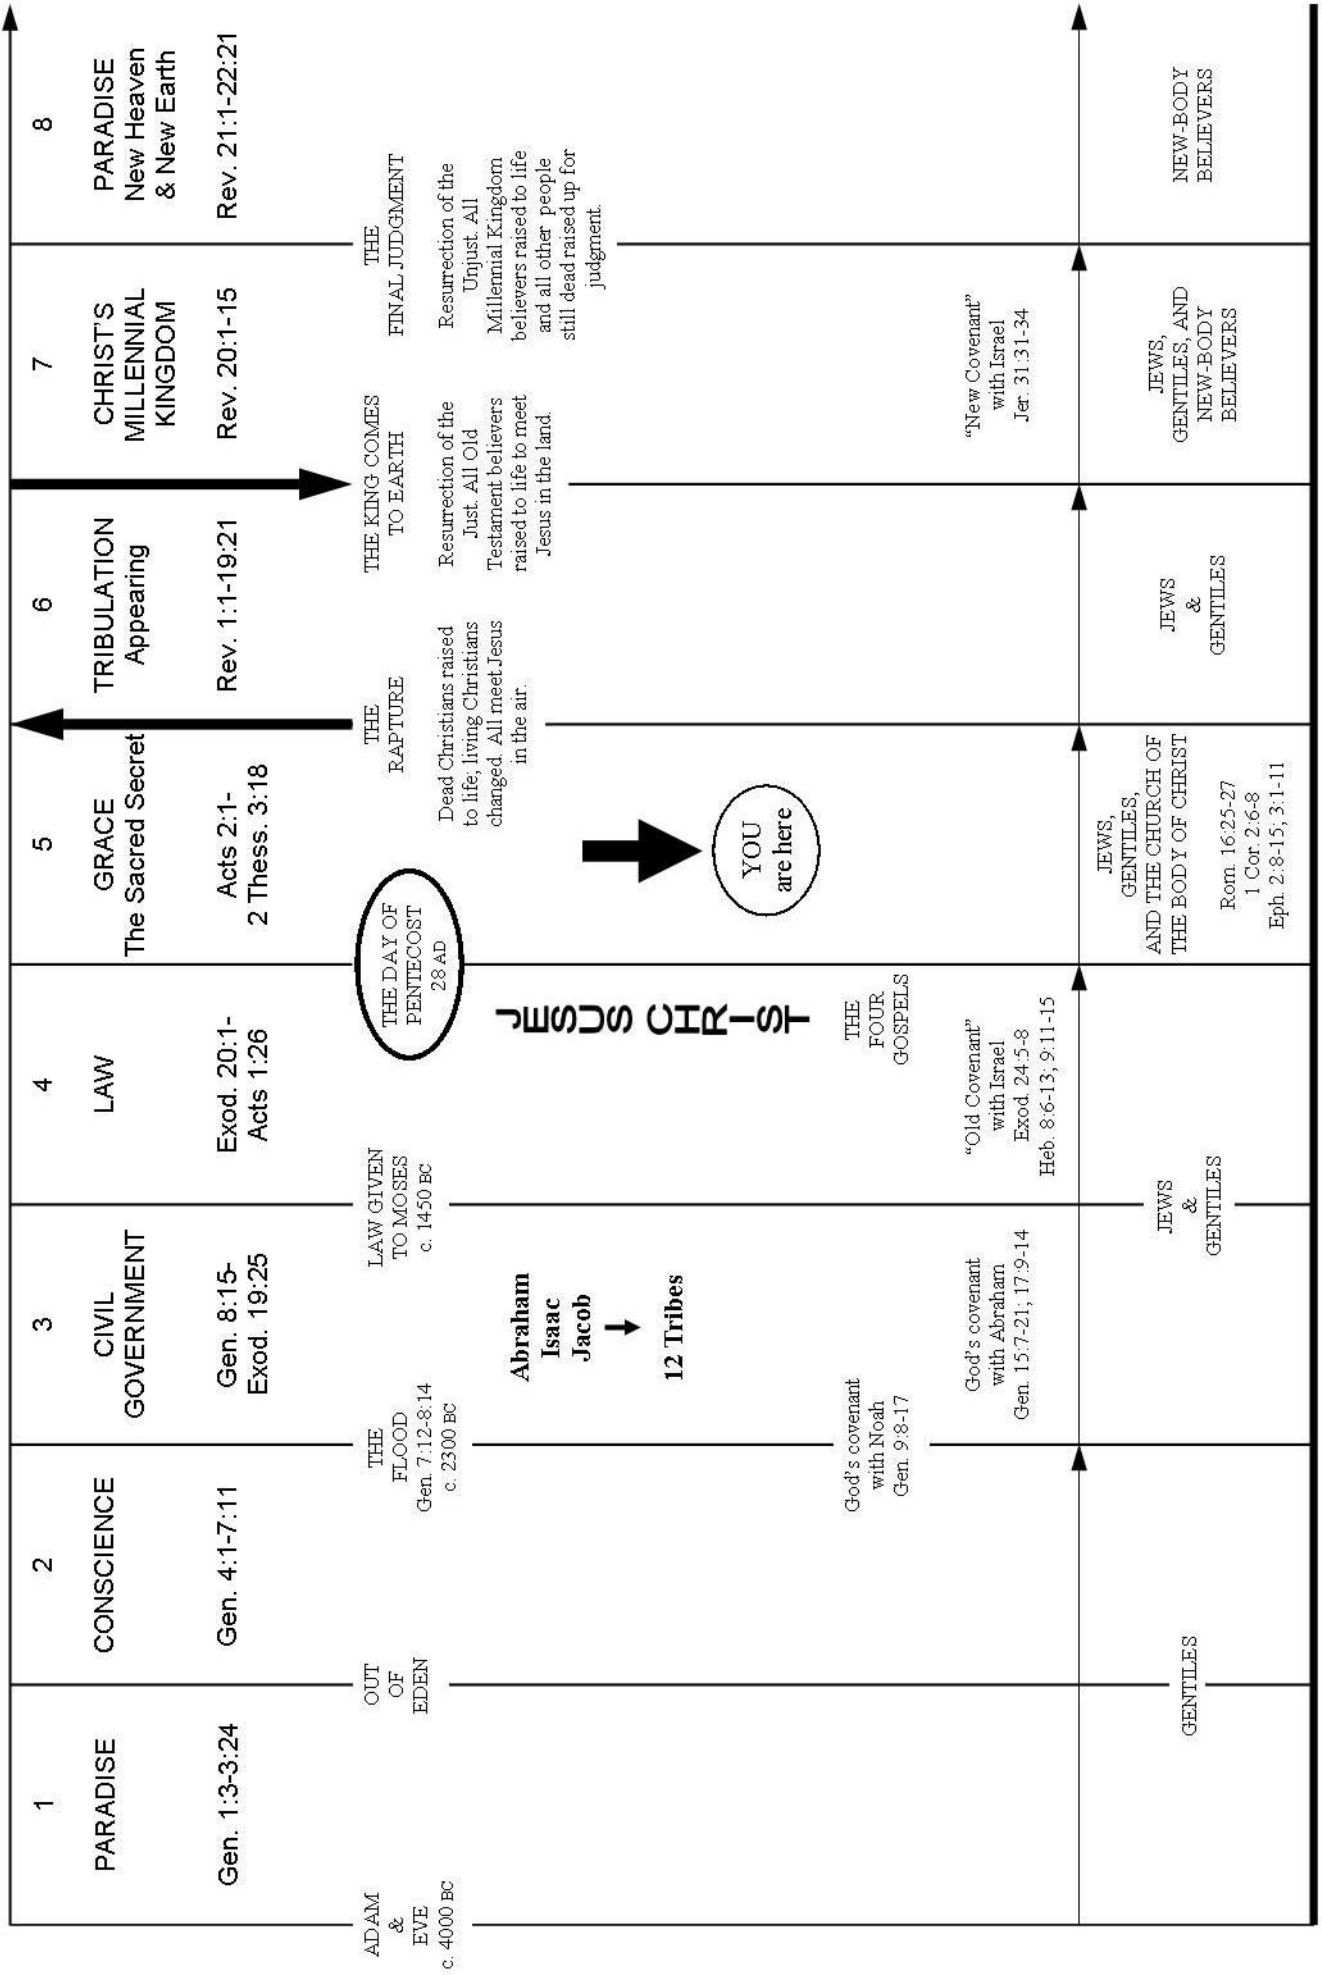 1
PARADISE
Gen. 1:3-3:24
2
CONSCIENCE
Gen. 4:1-7:11
3
CIVIL
GOVERNMENT
Gen. 8:15-
Exod. 19:25
4
LAW
Exod. 20:1-
Acts 1:26
5
GRACE
The Sacred Secret
Acts 2:1-
2 Thess. 3:18
6
TRIBULATION
Appearing
Rev. 1:1-19:21
7
CHRIST'S
MILLENNIAL
KINGDOM
Rev. 20:1-15
8
PARADISE
New Heaven
& New Earth
Rev. 21:1-22:21
ADAM
&
EVE
c. 4000 BC
OUT
OF
EDEN
THE
FLOOD
Gen. 7:12-8:14
c. 2300 BC
LAW GIVEN
TO MOSES
c. 1450 BC
THE DAY OF
PENTECOST
28 AD
THE
RAPTURE
Dead Christians raised
to life; living Christians
changed. All meet Jesus
in the air.
THE KING COMES
TO EARTH
Resurrection of the
Just. All Old
Testament believers
raised to life to meet
Jesus in the land.
THE
FINAL JUDGMENT
Resurrection of the
Unjust. All
Millennial Kingdom
believers raised to life
and all other people
still dead raised up for
judgment.
Abraham
Isaac
Jacob
12 Tribes
JESUS CHRIST
YOU
are here
God's covenant
with Noah
Gen. 9:8-17
THE
FOUR
GOSPELS
God's covenant
with Abraham
Gen. 15:7-21; 17:9-14
“Old Covenant”
with Israel
Exod. 24:5-8
Heb. 8:6-13; 9:11-15
“New Covenant”
with Israel
Jer. 31:31-34
GENTILES
JEWS
&
GENTILES
JEWS,
GENTILES,
AND THE CHURCH OF
THE BODY OF CHRIST
Rom. 16:25-27
1 Cor. 2:6-8
Eph. 2:8-15; 3:1-11
JEWS
&
GENTILES
JEWS,
GENTILES, AND
NEW-BODY
BELIEVERS
NEW-BODY
BELIEVERS